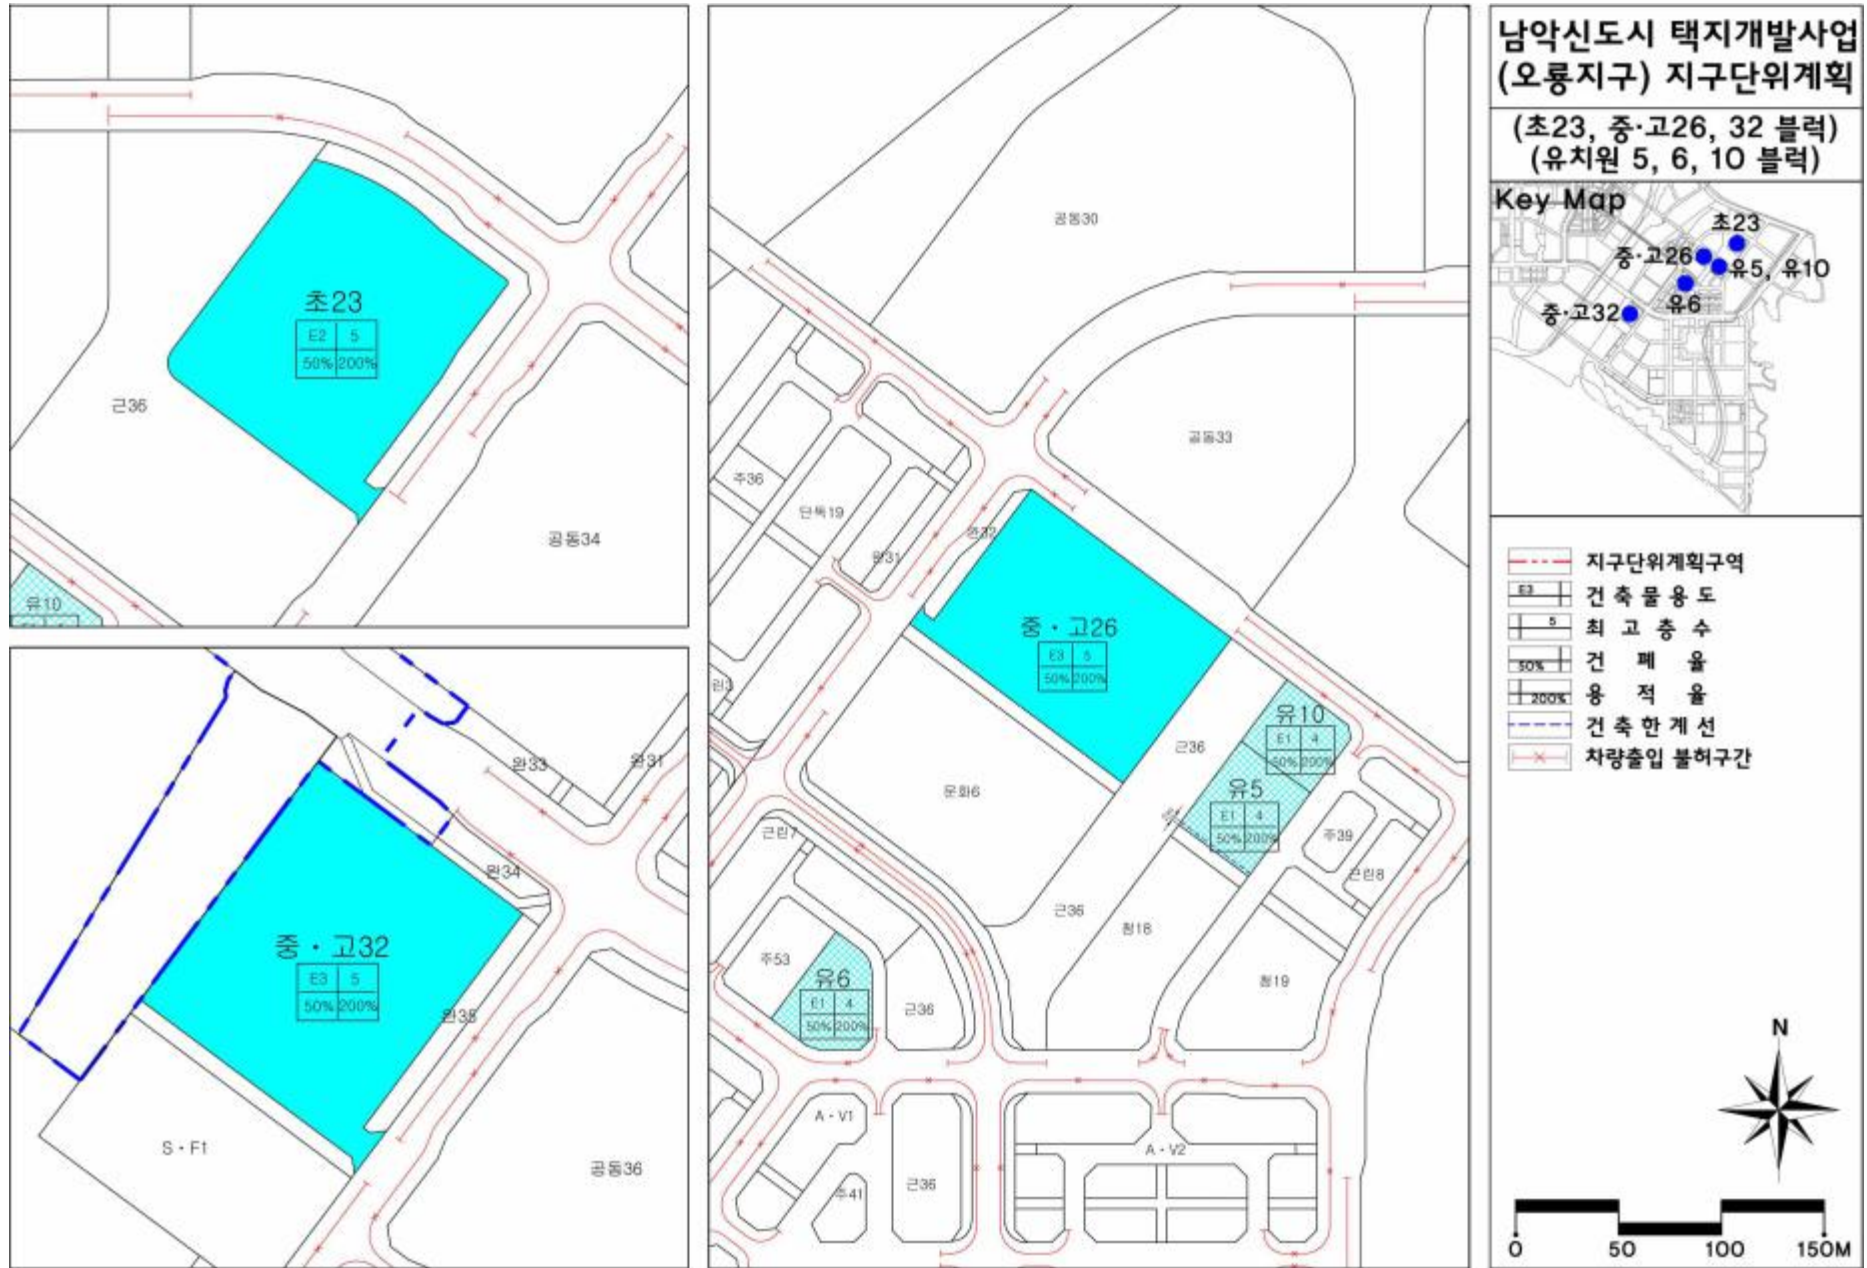 초23
E2 5
50% 200%
근36
공동34
유10
중·고32
E3 5
50% 200%
완33
완31
완34
완35
S·F1
공동36
공동30
공동33
주36
단독19
완31
완32
중·고26
E3 5
50% 200%
유10
E1 4
50% 200%
근36
유5
E1 4
50% 200%
문화6
근린7
주39
근린8
근36
청18
청19
주53
유6
E1 4
50% 200%
근36
A·V1
A·V2
주41
근36
남악신도시 택지개발사업
(오룡지구) 지구단위계획
(초23, 중·고26, 32 블럭)
(유치원 5, 6, 10 블럭)
Key Map
초23
중·고26
유5, 유10
유6
중·고32
지구단위계획구역
E3 건축물용도
5 최고층수
50% 건폐율
200% 용적율
건축한계선
차량출입 불허구간
N
0 50 100 150M